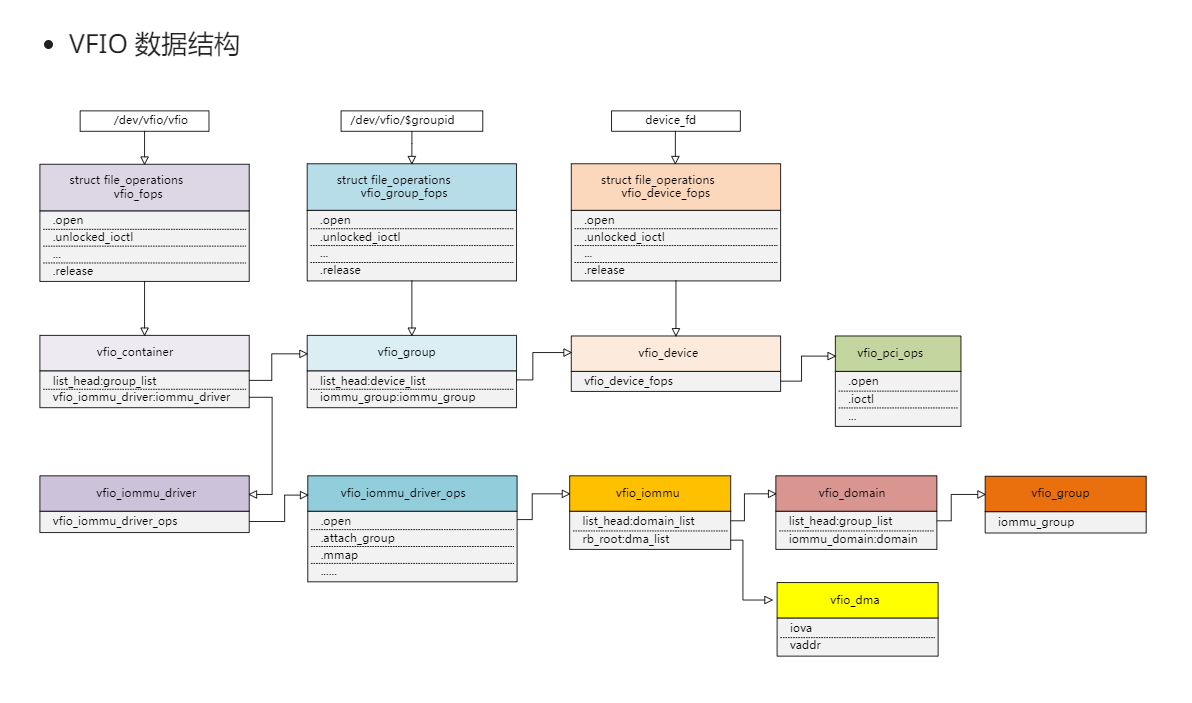 • VFIO 数据结构
/dev/vfio/vfio
/dev/vfio/$groupid
device_fd
struct file_operations
vfio_fops
.open
.unlocked_ioctl
...
.release
struct file_operations
vfio_group_fops
.open
.unlocked_ioctl
...
.release
struct file_operations
vfio_device_fops
.open
.unlocked_ioctl
...
.release
vfio_container
list_head:group_list
vfio_iommu_driver:iommu_driver
vfio_group
list_head:device_list
iommu_group:iommu_group
vfio_device
vfio_device_fops
vfio_pci_ops
.open
.ioctl
...
vfio_iommu_driver
vfio_iommu_driver_ops
vfio_iommu_driver_ops
.open
.attach_group
.mmap
......
vfio_iommu
list_head:domain_list
rb_root:dma_list
vfio_domain
list_head:group_list
iommu_domain:domain
vfio_group
iommu_group
vfio_dma
iova
vaddr